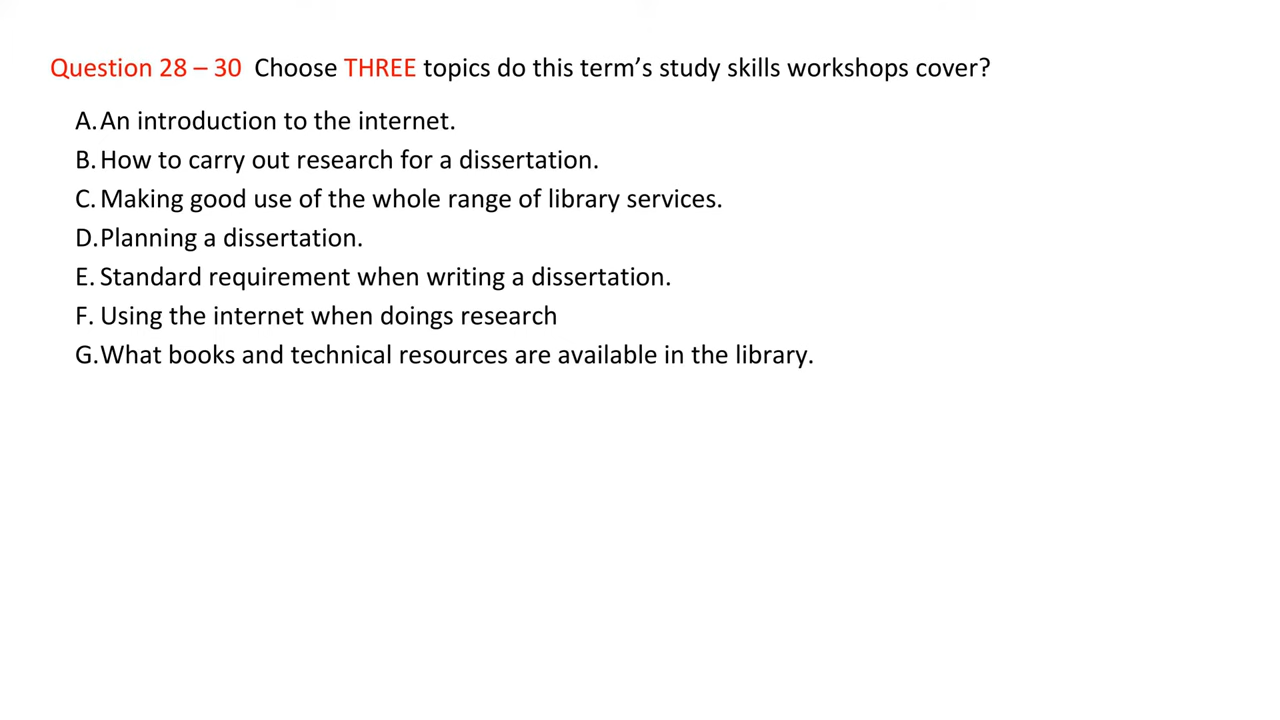 Question 28 – 30 Choose THREE topics do this term's study skills workshops cover?
A. An introduction to the internet.
B. How to carry out research for a dissertation.
C. Making good use of the whole range of library services.
D. Planning a dissertation.
E. Standard requirement when writing a dissertation.
F. Using the internet when doings research
G. What books and technical resources are available in the library.